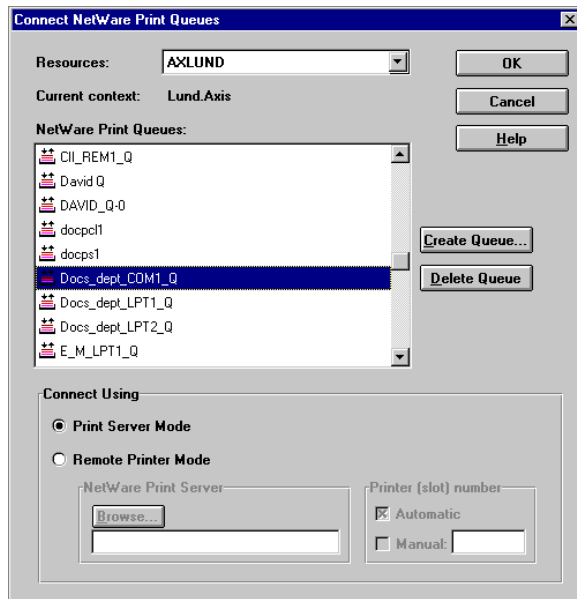 Connect NetWare Print Queues
Resources: AXLUND OK
Current context: Lund.Axis Cancel
NetWare Print Queues: Help
CII_REM1_Q
David Q
DAVID_Q-0
docpcl1
docps1 Create Queue...
Docs_dept_COM1_Q Delete Queue
Docs_dept_LPT1_Q
Docs_dept_LPT2_Q
E_M_LPT1_Q
Connect Using
Print Server Mode
Remote Printer Mode
NetWare Print Server Printer (slot) number
Browse... Automatic
Manual: